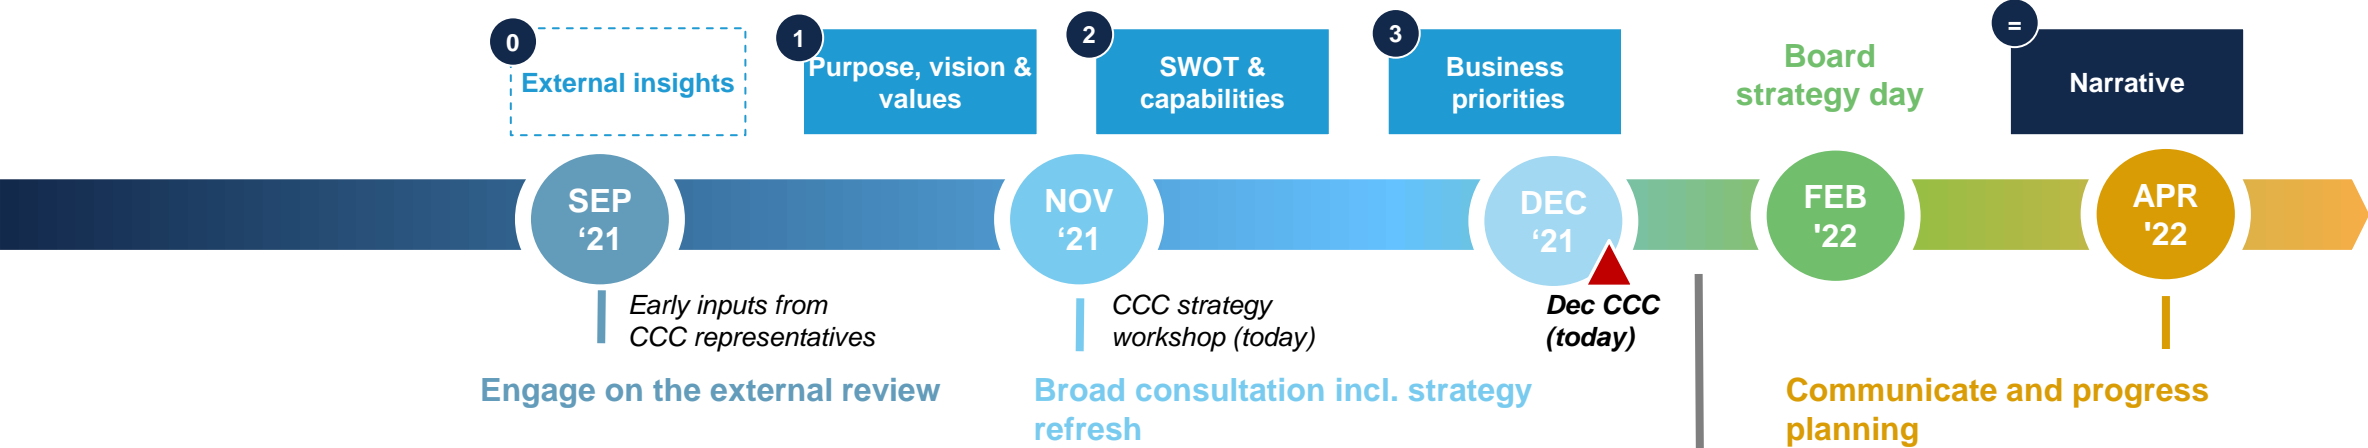 0
External insights
1
Purpose, vision &
values
2
SWOT &
capabilities
3
Business
priorities
Board
strategy day
=
Narrative
SEP
‘21
NOV
‘21
DEC
‘21
FEB
'22
APR
'22
Early inputs from
CCC representatives
CCC strategy
workshop (today)
Dec CCC
(today)
Engage on the external review
Broad consultation incl. strategy
refresh
Communicate and progress
planning